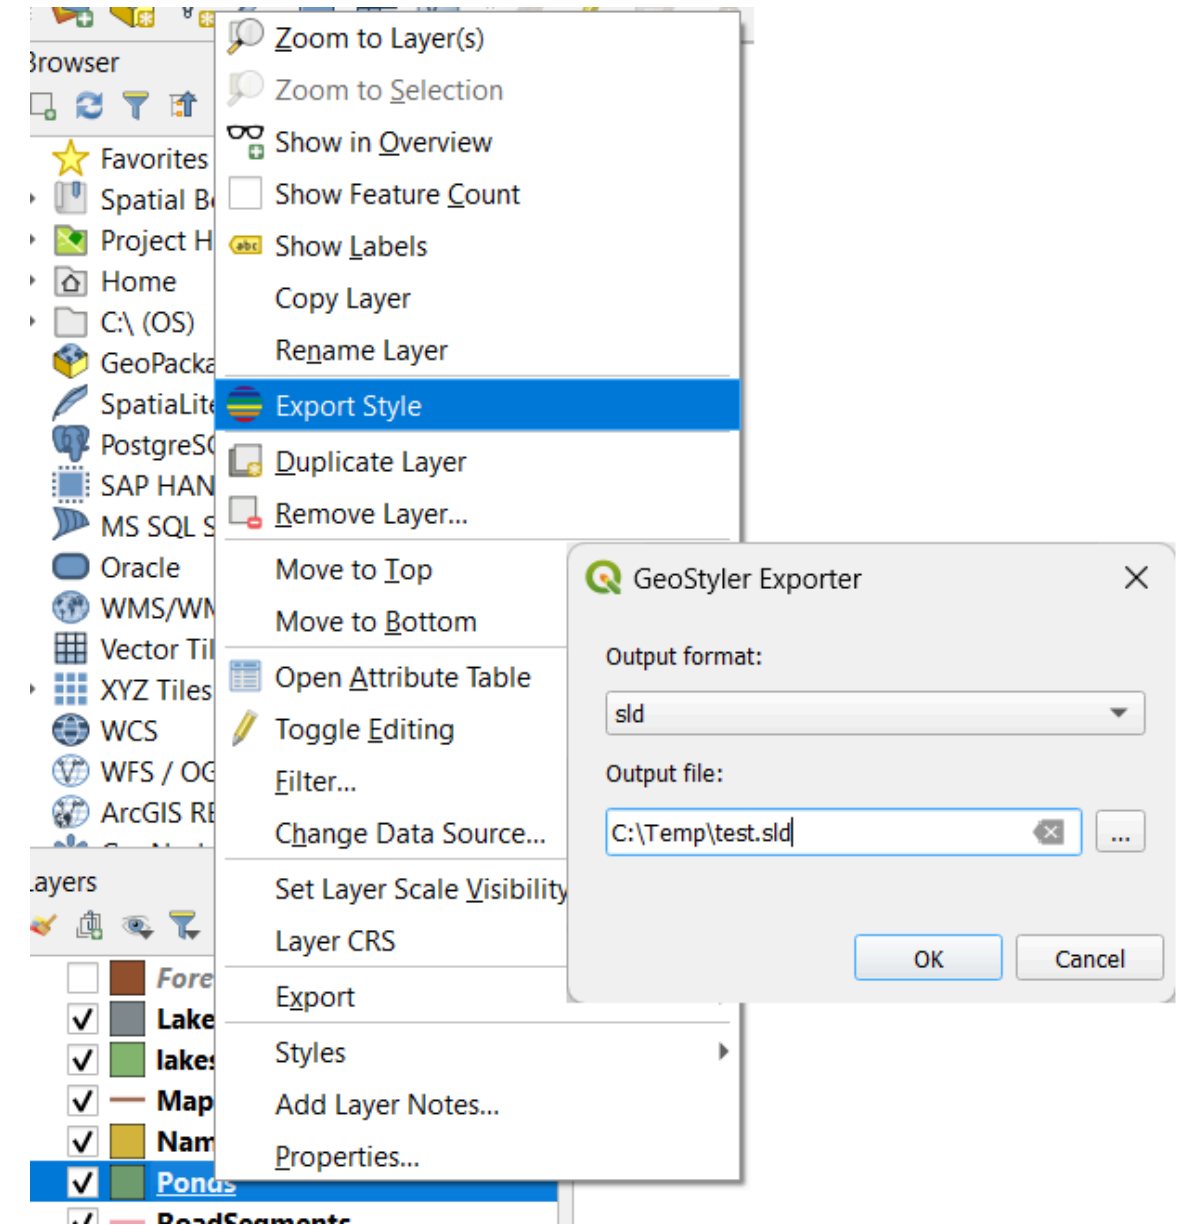 Browser
Favorites
Spatial B
Project H
Home
C:\ (OS)
GeoPacka
SpatiaLite
PostgreSQ
SAP HAN
MS SQL S
Oracle
WMS/WM
Vector Til
XYZ Tiles
WCS
WFS / OG
ArcGIS RE
Layers
Fore
Lake
lakes
Map
Nam
Ponds
RoadSegments
Zoom to Layer(s)
Zoom to Selection
Show in Overview
Show Feature Count
abc
Show Labels
Copy Layer
Rename Layer
Export Style
Duplicate Layer
Remove Layer...
Move to Top
Move to Bottom
Open Attribute Table
Toggle Editing
Filter...
Change Data Source...
Set Layer Scale Visibility
Layer CRS
Export
Styles
Add Layer Notes...
Properties...
GeoStyler Exporter
Output format:
sld
Output file:
C:\Temp\test.sld
...
OK
Cancel